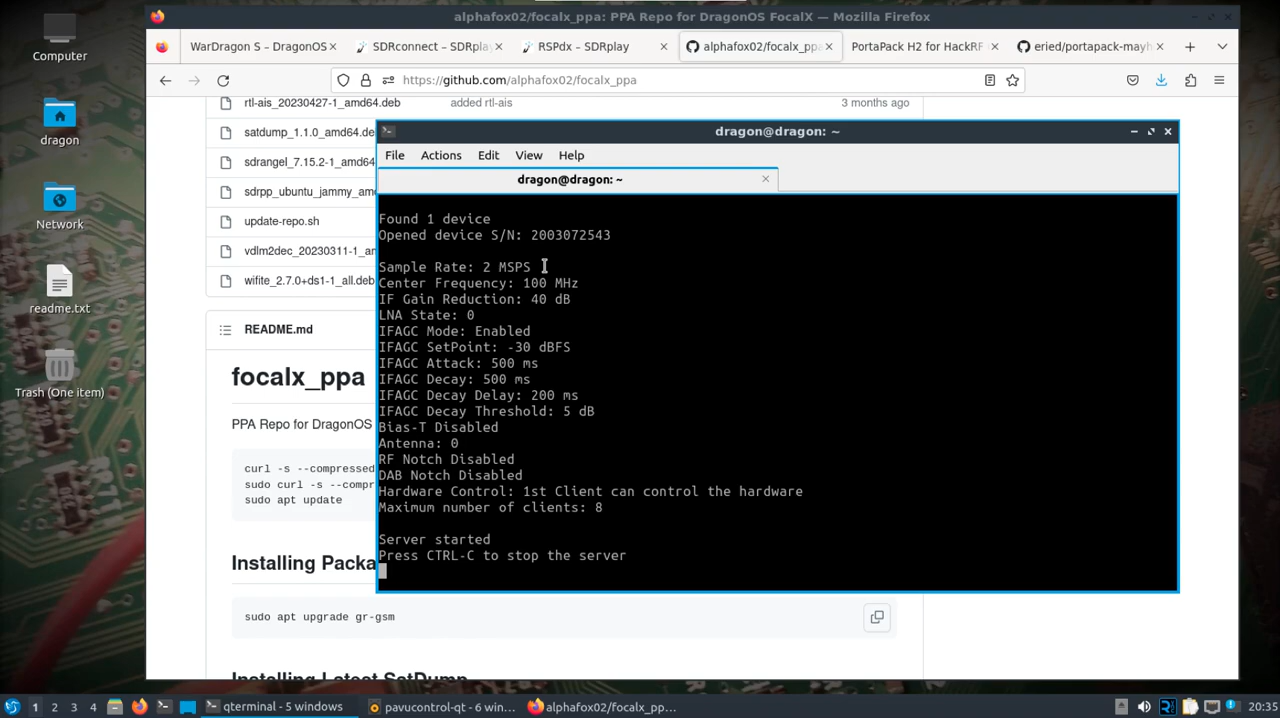 Computer
dragon
Network
readme.txt
Trash (One item)
alphafox02/focalx_ppa: PPA Repo for DragonOS FocalX — Mozilla Firefox
WarDragon S – DragonOS
SDRconnect – SDRplay
RSPdx – SDRplay
alphafox02/focalx_ppa:
PortaPack H2 for HackRF
eried/portapack-mayh
https://github.com/alphafox02/focalx_ppa
rtl-ais_20230427-1_amd64.deb
added rtl-ais
3 months ago
satdump_1.1.0_amd64.de
sdrangel_7.15.2-1_amd64
sdrpp_ubuntu_jammy_amd
update-repo.sh
vdlm2dec_20230311-1_am
wifite_2.7.0+ds1-1_all.deb
README.md
focalx_ppa
PPA Repo for DragonOS
curl -s --compressed
sudo curl -s --compr
sudo apt update
Installing Packa
sudo apt upgrade gr-gsm
Installing Latest SatDump
dragon@dragon: ~
File Actions Edit View Help
dragon@dragon: ~
Found 1 device
Opened device S/N: 2003072543
Sample Rate: 2 MSPS
Center Frequency: 100 MHz
IF Gain Reduction: 40 dB
LNA State: 0
IFAGC Mode: Enabled
IFAGC SetPoint: -30 dBFS
IFAGC Attack: 500 ms
IFAGC Decay: 500 ms
IFAGC Decay Delay: 200 ms
IFAGC Decay Threshold: 5 dB
Bias-T Disabled
Antenna: 0
RF Notch Disabled
DAB Notch Disabled
Hardware Control: 1st Client can control the hardware
Maximum number of clients: 8
Server started
Press CTRL-C to stop the server
1 2 3 4
qterminal - 5 windows
pavucontrol-qt - 6 win...
alphafox02/focalx_pp...
20:35